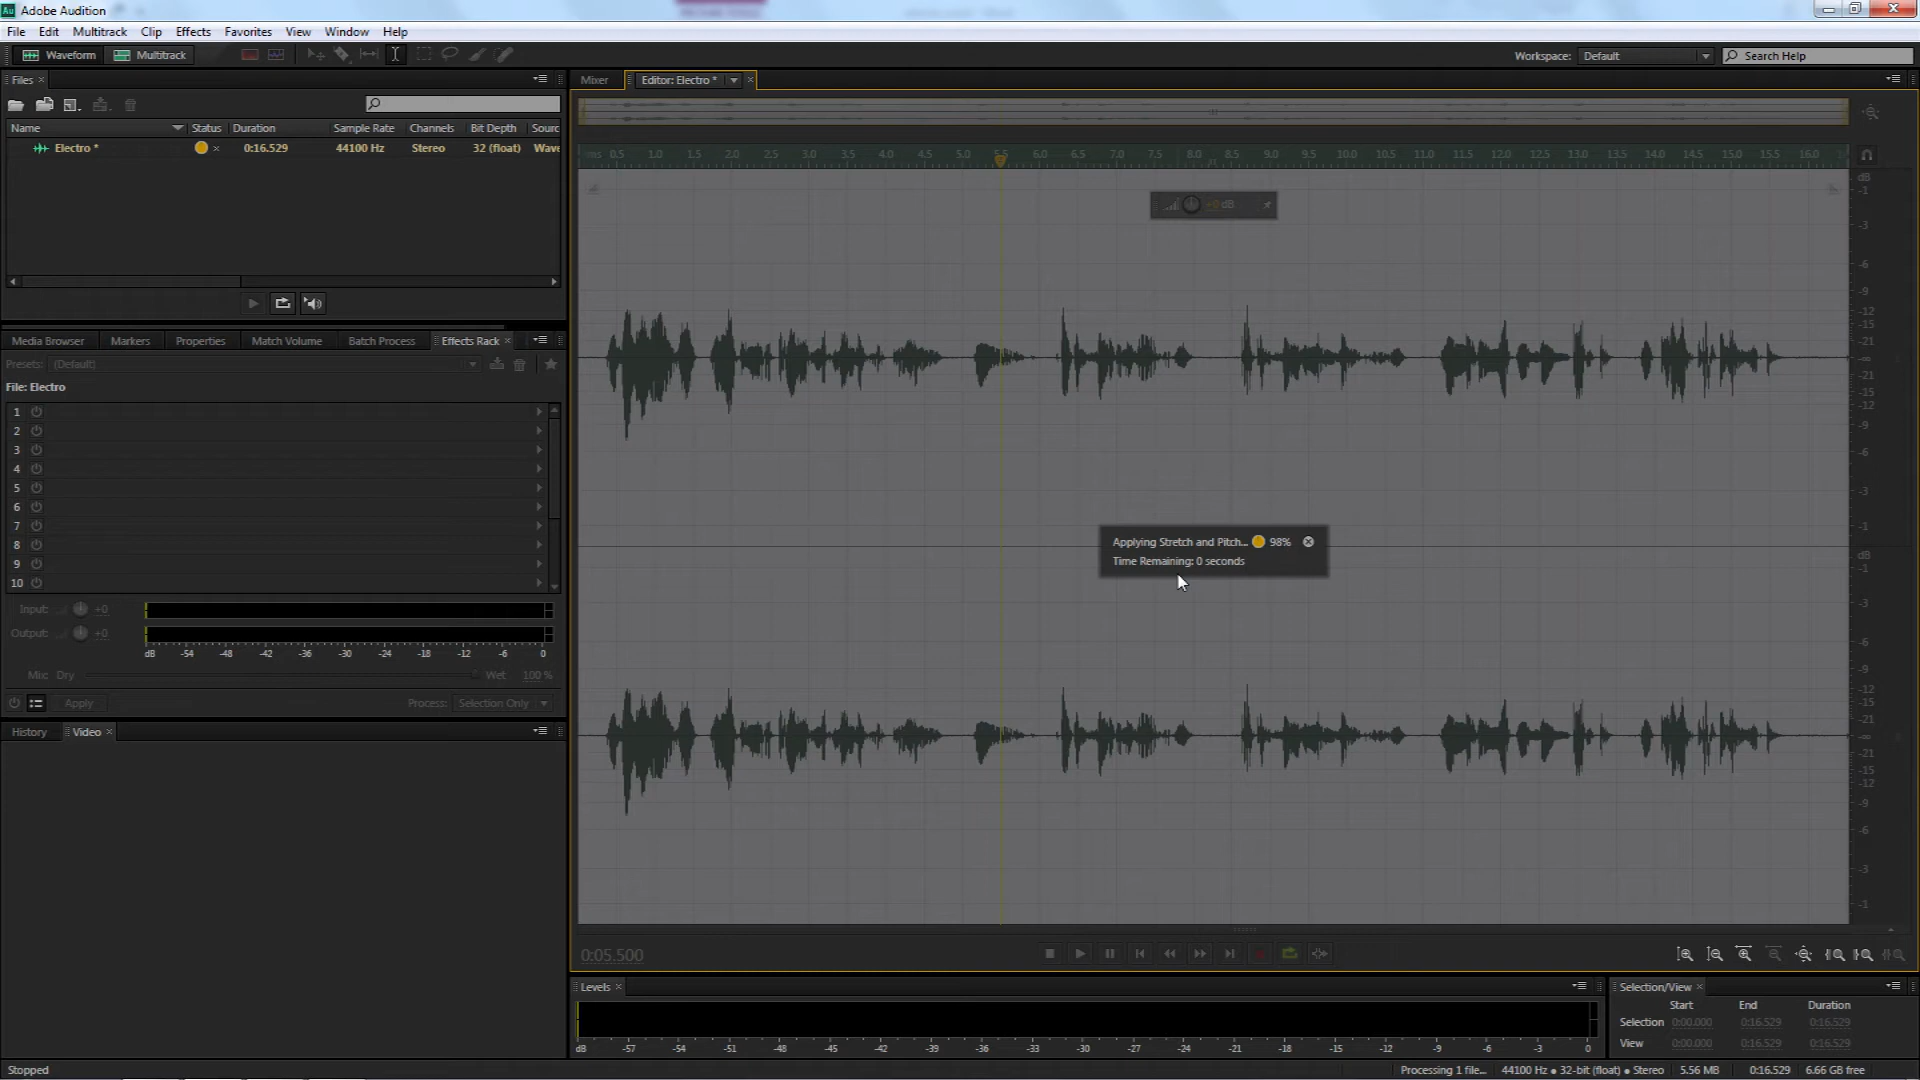 Adobe Audition
File Edit Multitrack Clip Effects Favorites View Window Help
Waveform Multitrack Workspace: Default Search Help
Files × Mixer Editor: Electro * ×
Name Status Duration Sample Rate Channels Bit Depth Sourc
Electro * 0:16.529 44100 Hz Stereo 32 (float) Wave
hms 0.5 1.0 1.5 2.0 2.5 3.0 3.5 4.0 4.5 5.0 5.5 6.0 6.5 7.0 7.5 8.0 8.5 9.0 9.5 10.0 10.5 11.0 11.5 12.0 12.5 13.0 13.5 14.0 14.5 15.0 15.5 16.0
+0 dB
dB
-1
-3
-6
-9
-12
-15
-21
-∞
-21
-15
-12
-9
-6
-3
-1
dB
-1
-3
-6
-9
-12
-15
-21
-∞
-21
-15
-12
-9
-6
-3
-1
Media Browser Markers Properties Match Volume Batch Process Effects Rack ×
Presets: (Default)
File: Electro
1
2
3
4
5
6
7
8
9
10
Applying Stretch and Pitch... 98%
Time Remaining: 0 seconds
Input: +0
Output: +0
dB -54 -48 -42 -36 -30 -24 -18 -12 -6 0
Mix: Dry Wet 100 %
Apply Process: Selection Only
History Video ×
0:05.500
Levels ×
dB -57 -54 -51 -48 -45 -42 -39 -36 -33 -30 -27 -24 -21 -18 -15 -12 -9 -6 -3 0
Selection/View ×
Start End Duration
Selection 0:00.000 0:16.529 0:16.529
View 0:00.000 0:16.529 0:16.529
Stopped Processing 1 file... 44100 Hz • 32-bit (float) • Stereo 5.56 MB 0:16.529 6.66 GB free